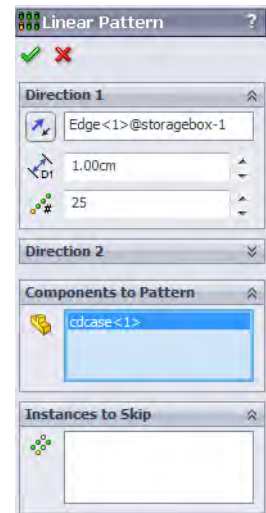 Linear Pattern ?
Direction 1
Edge<1>@storagebox-1
D1 1.00cm
# 25
Direction 2
Components to Pattern
cdcase<1>
Instances to Skip